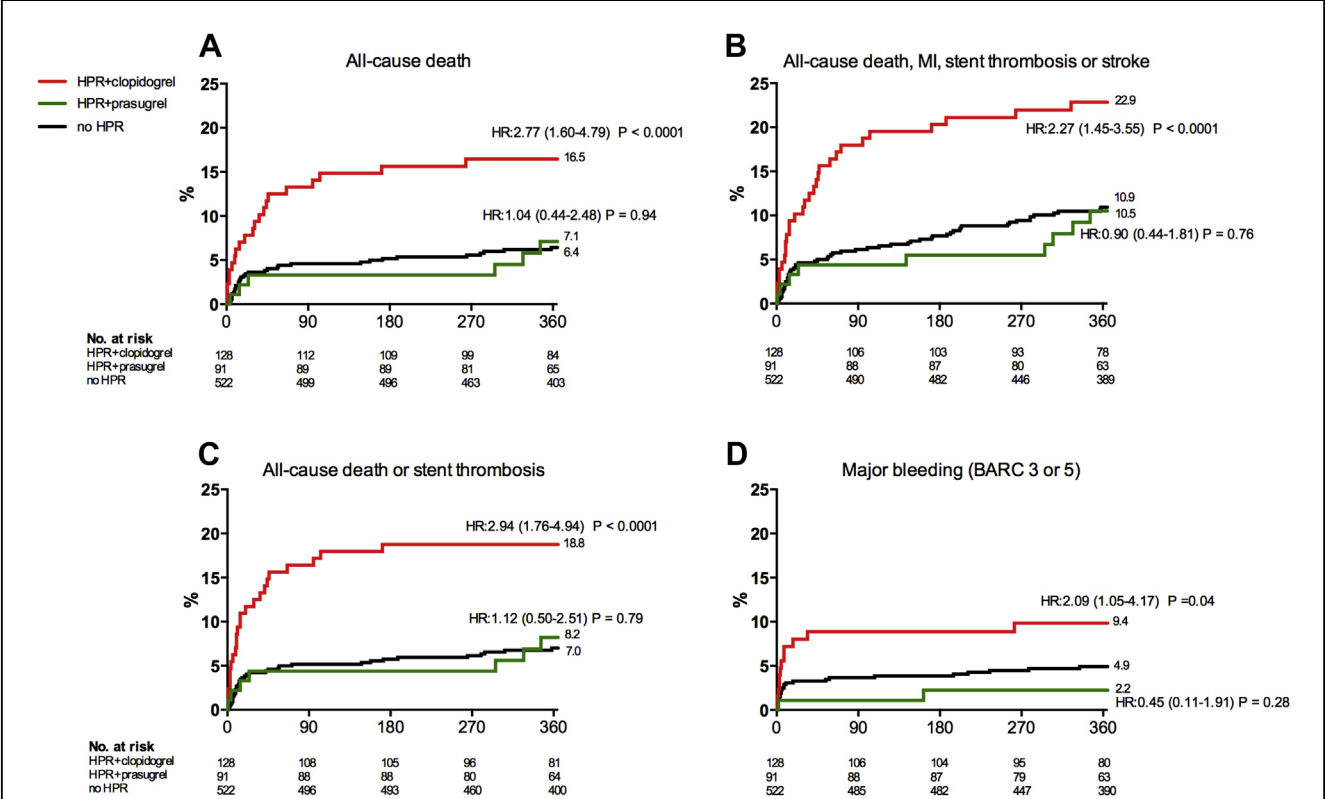 A
All-cause death
HPR+clopidogrel
HPR+prasugrel
no HPR
25
20
15
10
5
0
%
HR:2.77 (1.60-4.79) P < 0.0001
16.5
HR:1.04 (0.44-2.48) P = 0.94
7.1
6.4
0 90 180 270 360
No. at risk
HPR+clopidogrel 128 112 109 99 84
HPR+prasugrel 91 89 89 81 65
no HPR 522 499 496 463 403
B
All-cause death, MI, stent thrombosis or stroke
25
20
15
10
5
0
%
22.9
HR:2.27 (1.45-3.55) P < 0.0001
10.9
10.5
HR:0.90 (0.44-1.81) P = 0.76
0 90 180 270 360
128 106 103 93 78
91 88 87 80 63
522 490 482 446 389
C
All-cause death or stent thrombosis
25
20
15
10
5
0
%
HR:2.94 (1.76-4.94) P < 0.0001
18.8
HR:1.12 (0.50-2.51) P = 0.79
8.2
7.0
0 90 180 270 360
No. at risk
HPR+clopidogrel 128 108 105 96 81
HPR+prasugrel 91 88 88 80 64
no HPR 522 496 493 460 400
D
Major bleeding (BARC 3 or 5)
25
20
15
10
5
0
%
HR:2.09 (1.05-4.17) P =0.04
9.4
4.9
2.2
HR:0.45 (0.11-1.91) P = 0.28
0 90 180 270 360
128 106 104 95 80
91 88 87 79 63
522 485 482 447 390